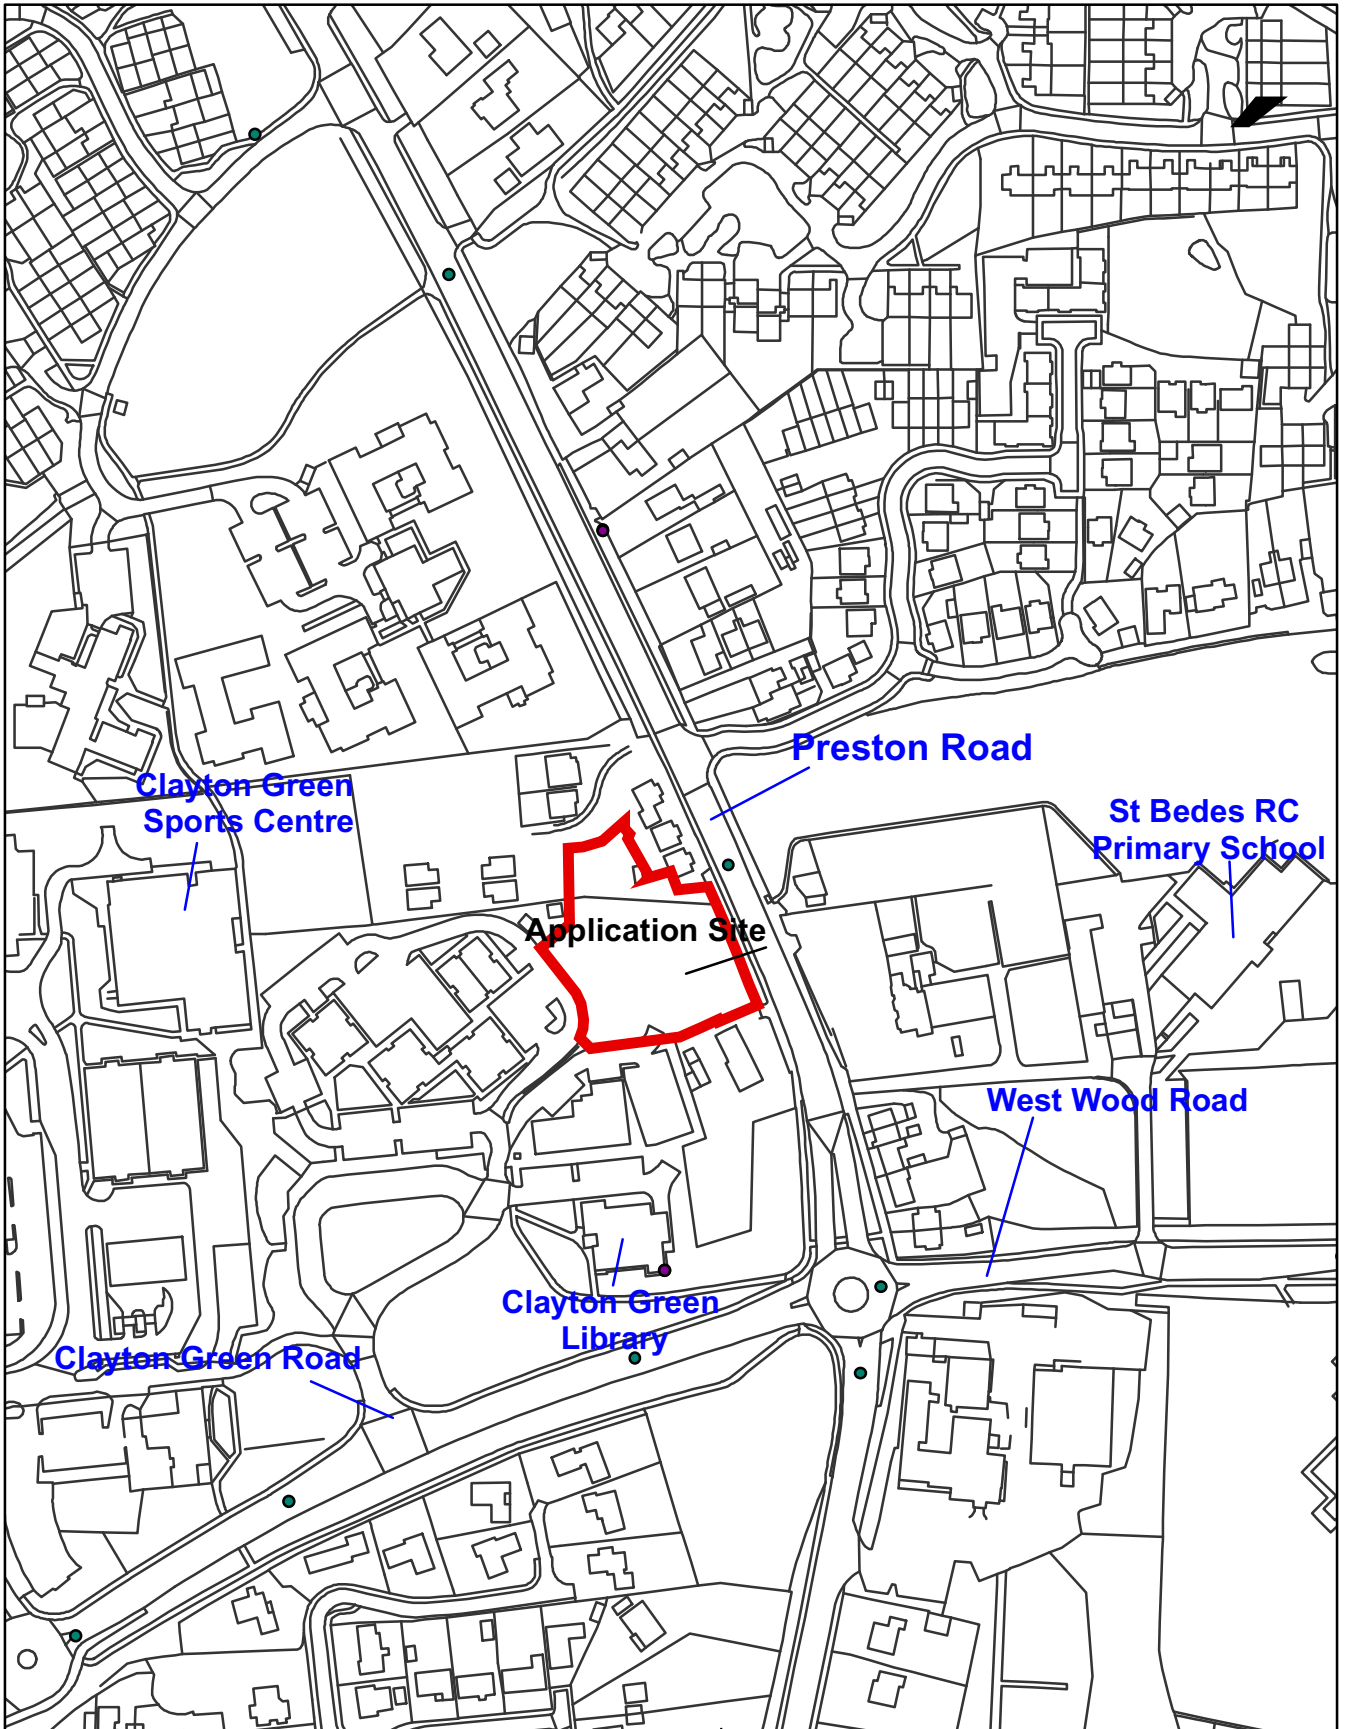 Preston Road
Clayton Green
Sports Centre
St Bedes RC
Primary School
Application Site
West Wood Road
Clayton Green
Library
Clayton Green Road